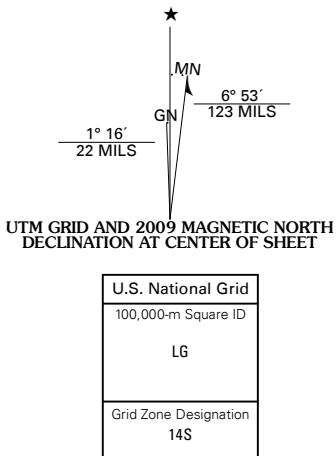 ★
MN
6° 53´
123 MILS
GN
1° 16´
22 MILS
UTM GRID AND 2009 MAGNETIC NORTH
DECLINATION AT CENTER OF SHEET
U.S. National Grid
100,000-m Square ID
LG
Grid Zone Designation
14S